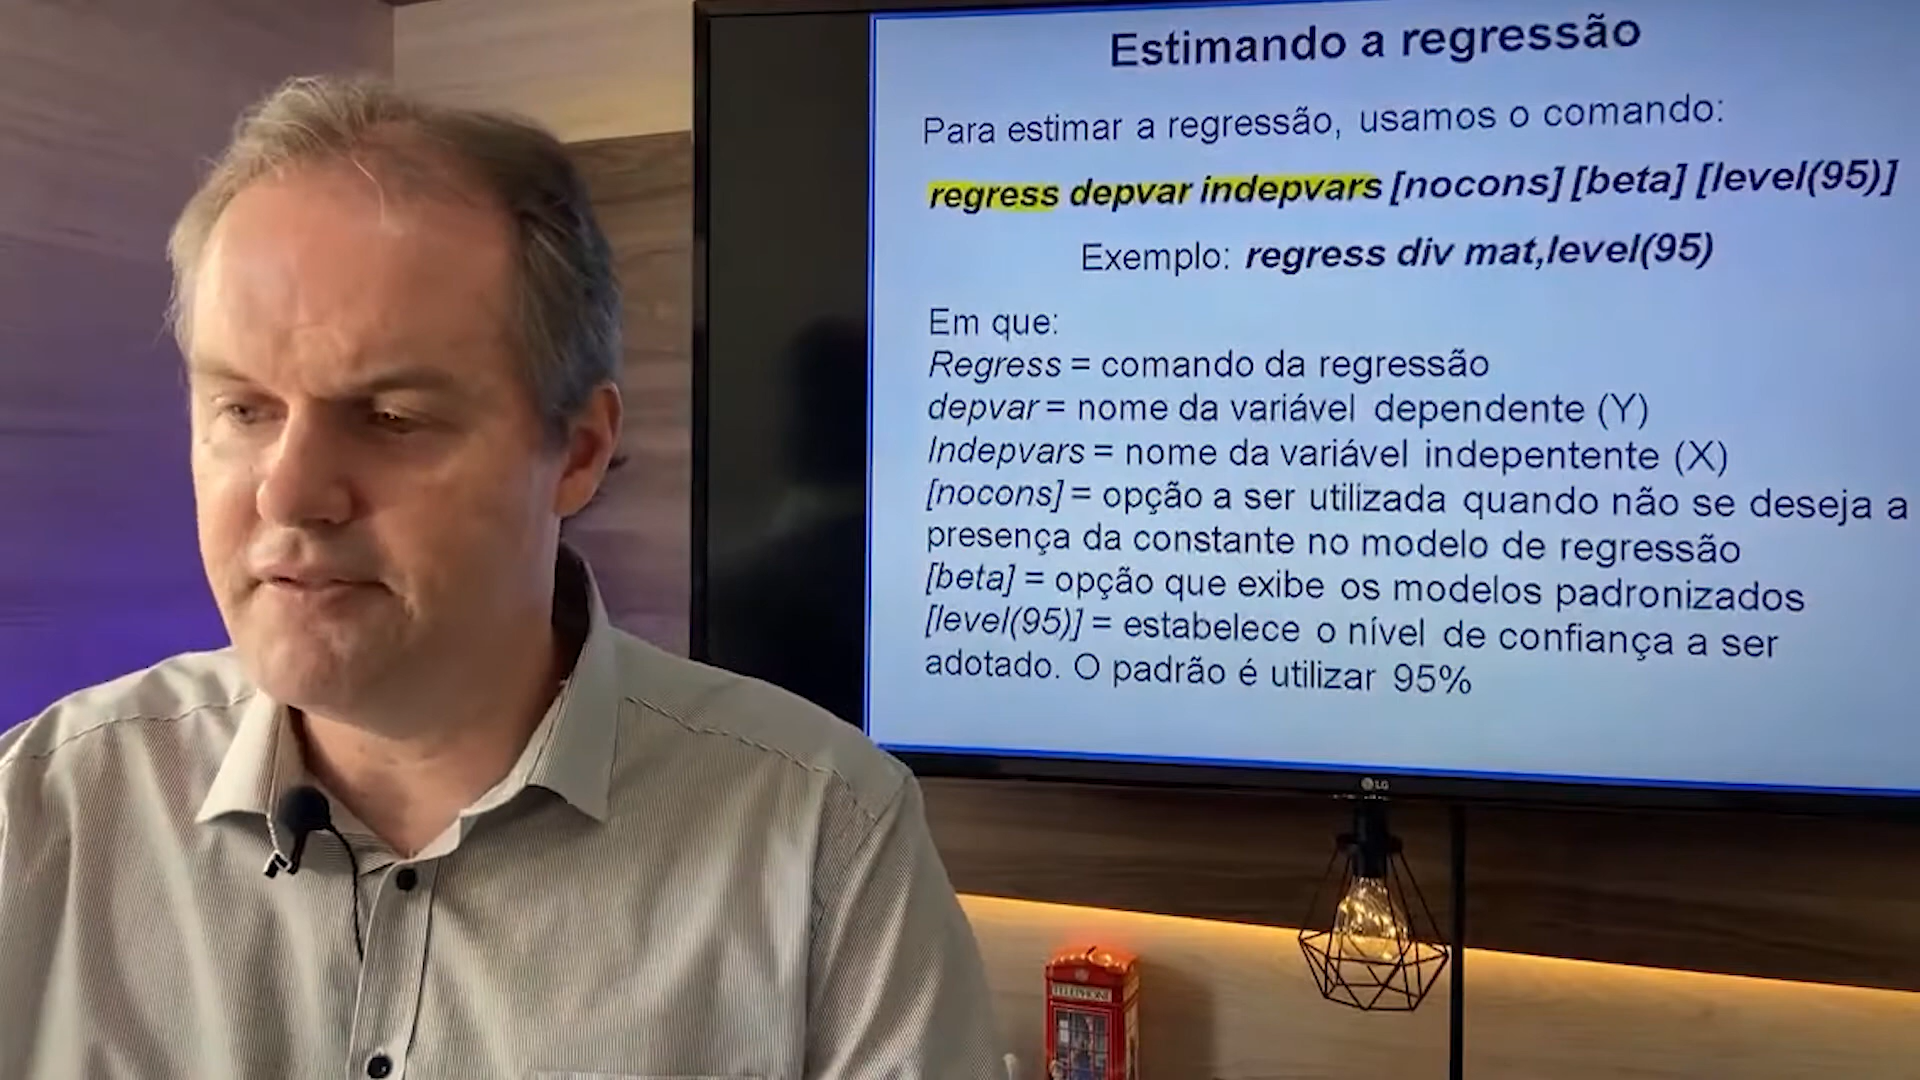 Estimando a regressão
Para estimar a regressão, usamos o comando:
regress depvar indepvars [nocons] [beta] [level(95)]
Exemplo: regress div mat,level(95)
Em que:
Regress = comando da regressão
depvar = nome da variável dependente (Y)
Indepvars = nome da variável indepentente (X)
[nocons] = opção a ser utilizada quando não se deseja a
presença da constante no modelo de regressão
[beta] = opção que exibe os modelos padronizados
[level(95)] = estabelece o nível de confiança a ser
adotado. O padrão é utilizar 95%
LG
TELEPHONE